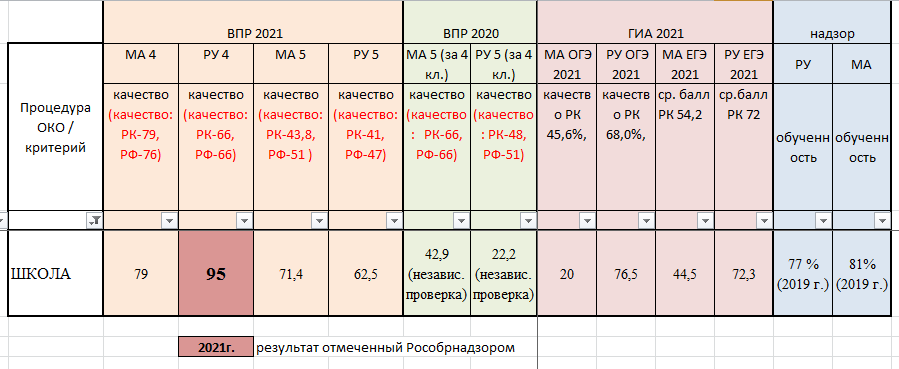 ВПР 2021
ВПР 2020
ГИА 2021
надзор
Процедура
ОКО /
критерий
МА 4
РУ 4
МА 5
РУ 5
МА 5 (за 4
кл.)
РУ 5 (за 4
кл.)
МА ОГЭ
2021
РУ ОГЭ
2021
МА ЕГЭ
2021
РУ ЕГЭ
2021
РУ
МА
качество
(качество:
РК-79,
РФ-76)
качество
(качество:
РК-66,
РФ-66)
качество
(качество:
РК-43,8,
РФ-51 )
качество
(качество:
РК-41,
РФ-47)
качество
(качество
: РК-66,
РФ-66)
качество
(качество
: РК-48,
РФ-51)
качеств
о РК
45,6%,
качеств
о РК
68,0%,
ср. балл
РК 54,2
ср.балл
РК 72
обученн
ность
обученн
ность
ШКОЛА
79
95
71,4
62,5
42,9
(независ.
проверка)
22,2
(независ.
проверка)
20
76,5
44,5
72,3
77 %
(2019 г.)
81%
(2019 г.)
2021г.
результат отмеченный Рособрнадзором